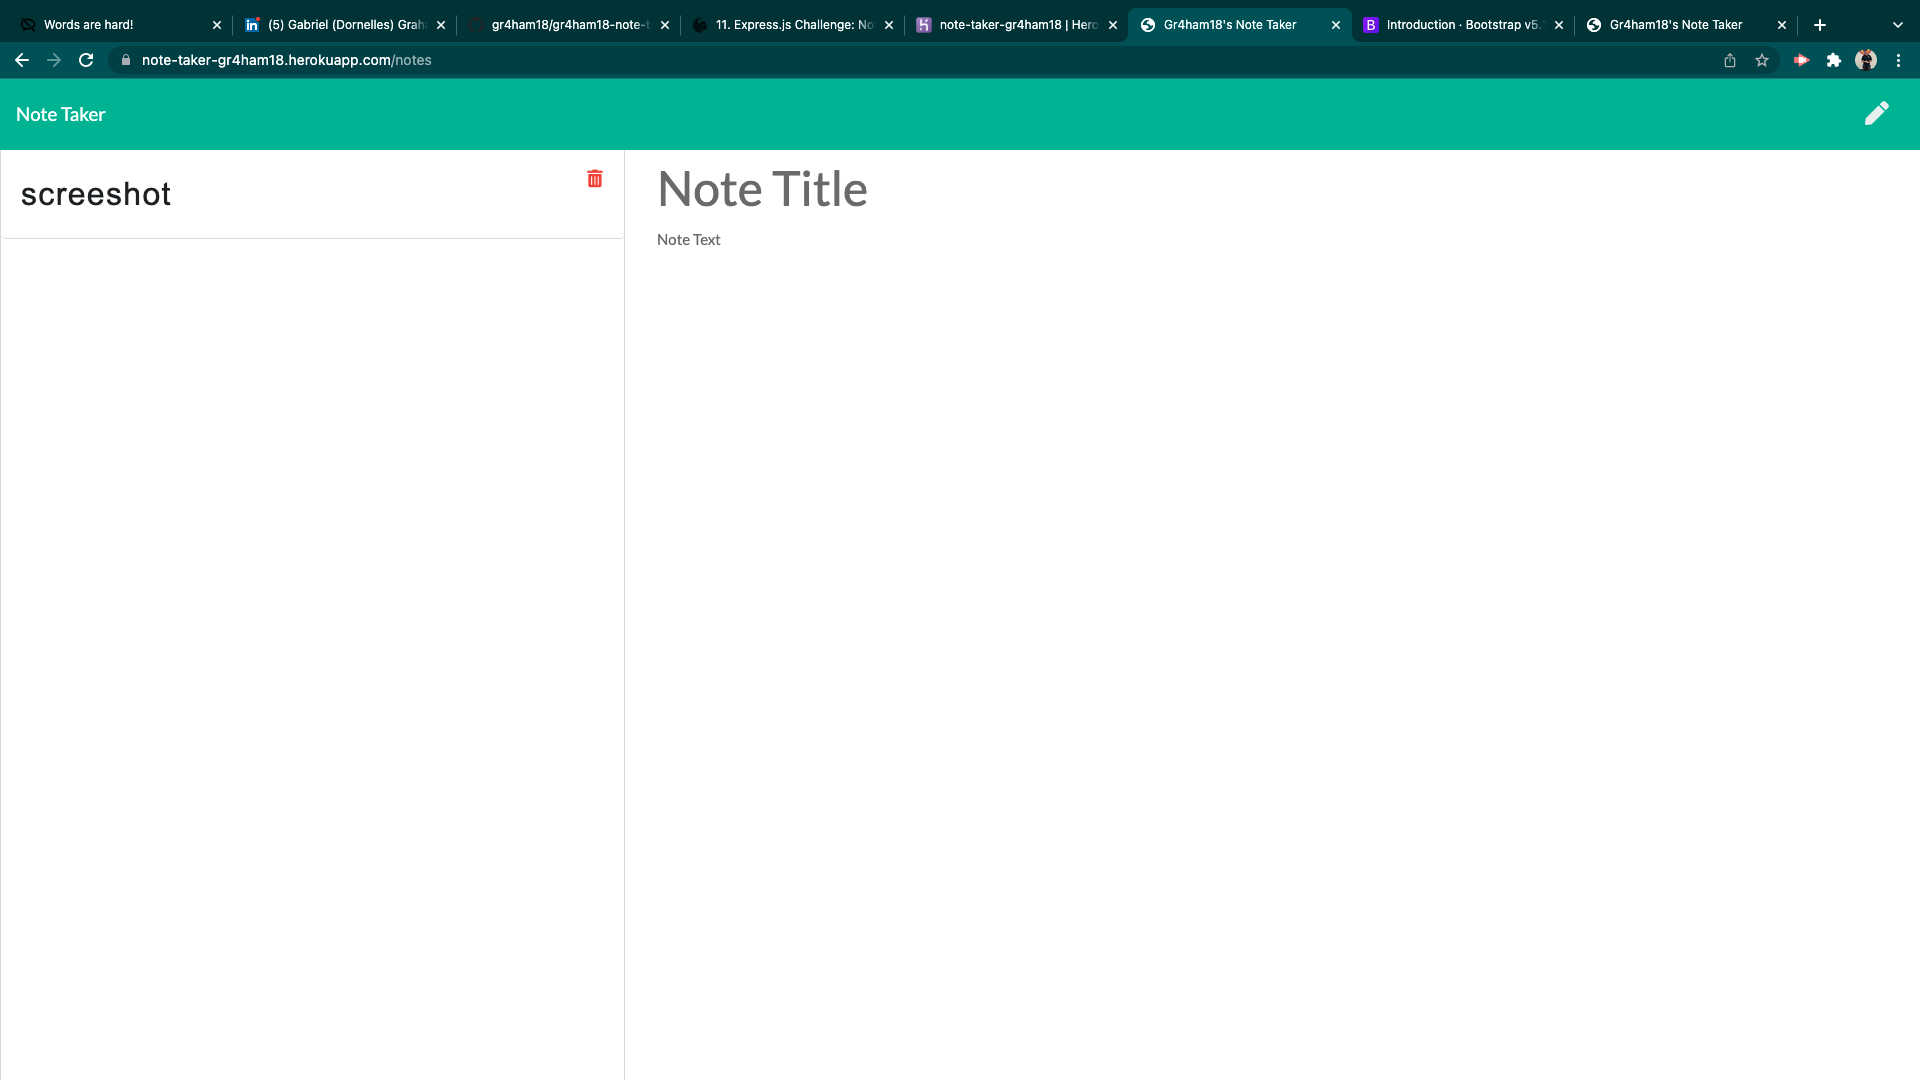 Words are hard!
(5) Gabriel (Dornelles) Grah
gr4ham18/gr4ham18-note-t
11. Express.js Challenge: No
note-taker-gr4ham18 | Hero
Gr4ham18's Note Taker
Introduction · Bootstrap v5.
Gr4ham18's Note Taker
note-taker-gr4ham18.herokuapp.com/notes
Note Taker
screeshot
Note Title
Note Text